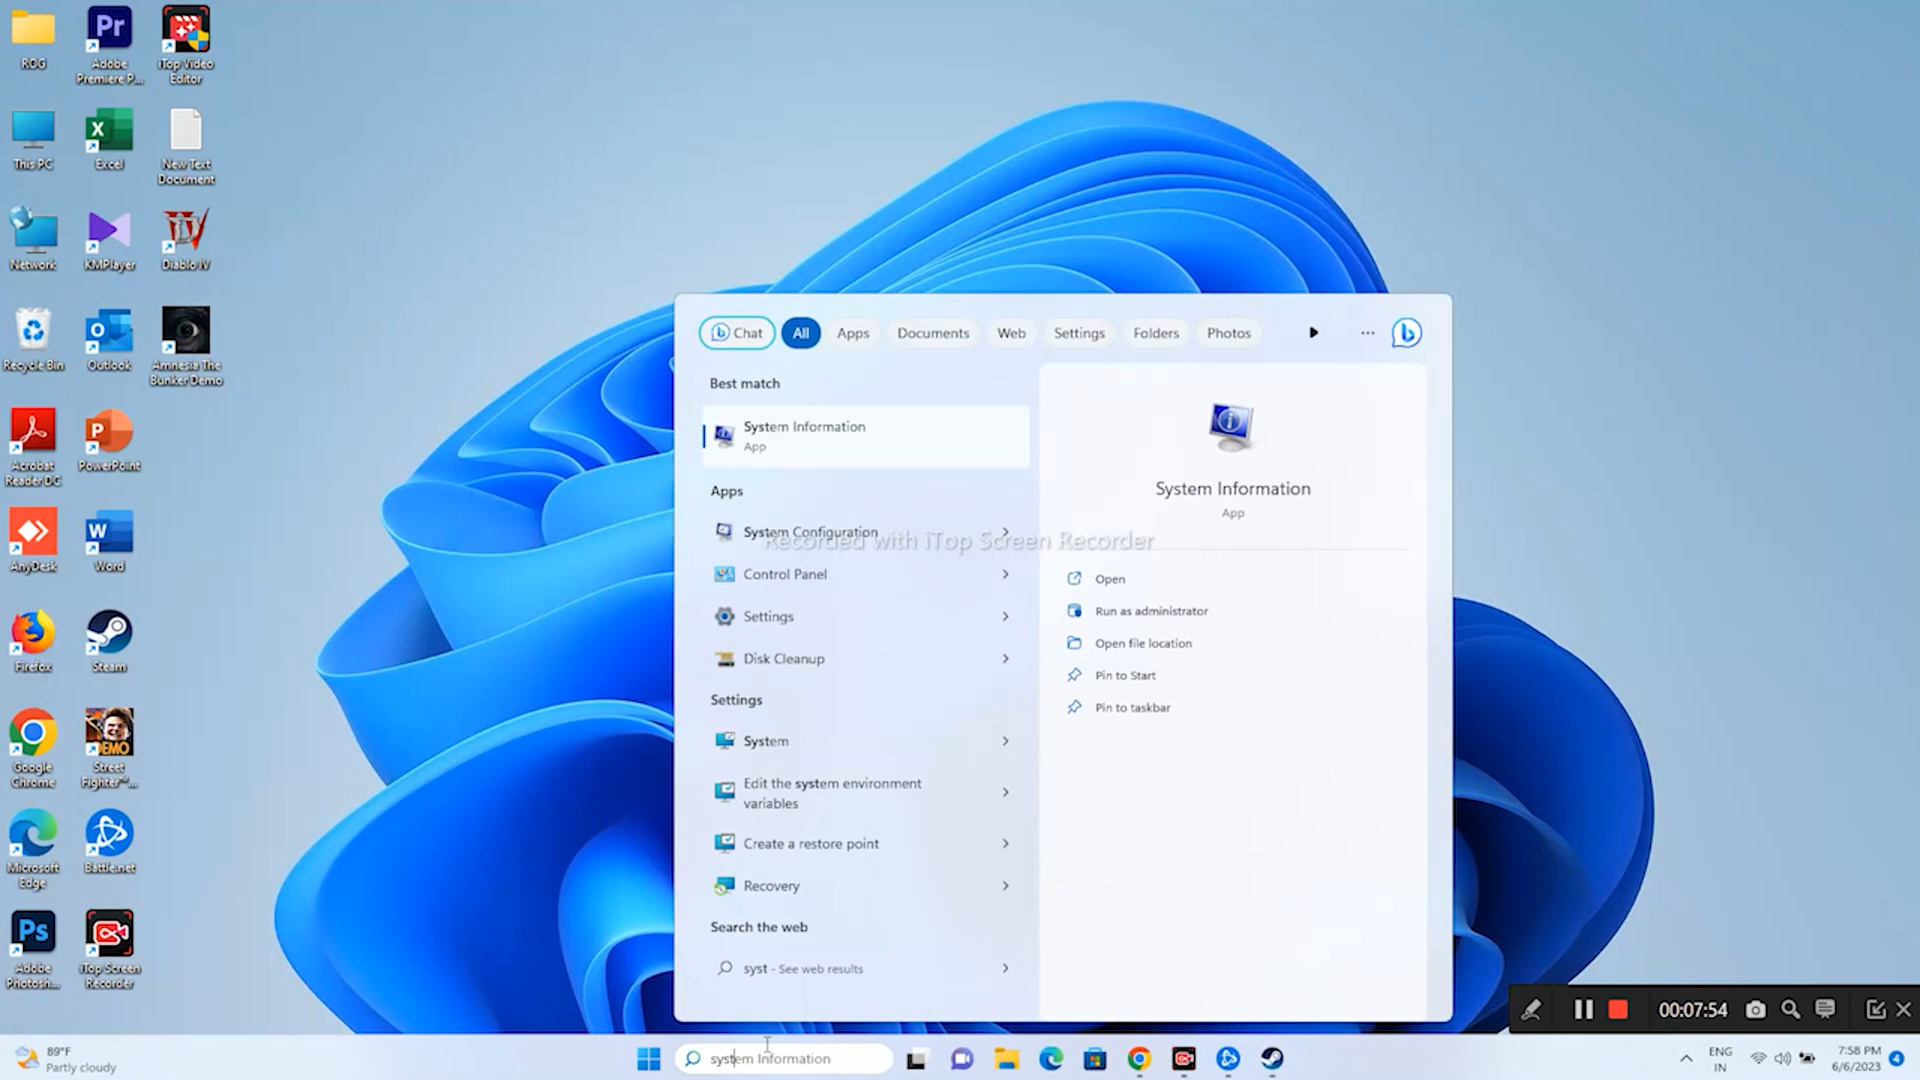 ROG
Adobe
Premiere P...
iTop Video
Editor
This PC
Excel
New Text
Document
Network
KMPlayer
Diablo IV
Recycle Bin
Outlook
Amnesia The
Bunker Demo
Acrobat
Reader DC
PowerPoint
AnyDesk
Word
Firefox
Steam
Google
Chrome
DEMO
Street
Fighter™...
Microsoft
Edge
Battle.net
Adobe
Photosh...
iTop Screen
Recorder
Chat
All
Apps
Documents
Web
Settings
Folders
Photos
Best match
System Information
App
Apps
System Configuration
Control Panel
Settings
Disk Cleanup
Settings
System
Edit the system environment
variables
Create a restore point
Recovery
Search the web
syst - See web results
System Information
App
Recorded with iTop Screen Recorder
Open
Run as administrator
Open file location
Pin to Start
Pin to taskbar
00:07:54
89°F
Partly cloudy
system Information
ENG
IN
7:58 PM
6/6/2023
4